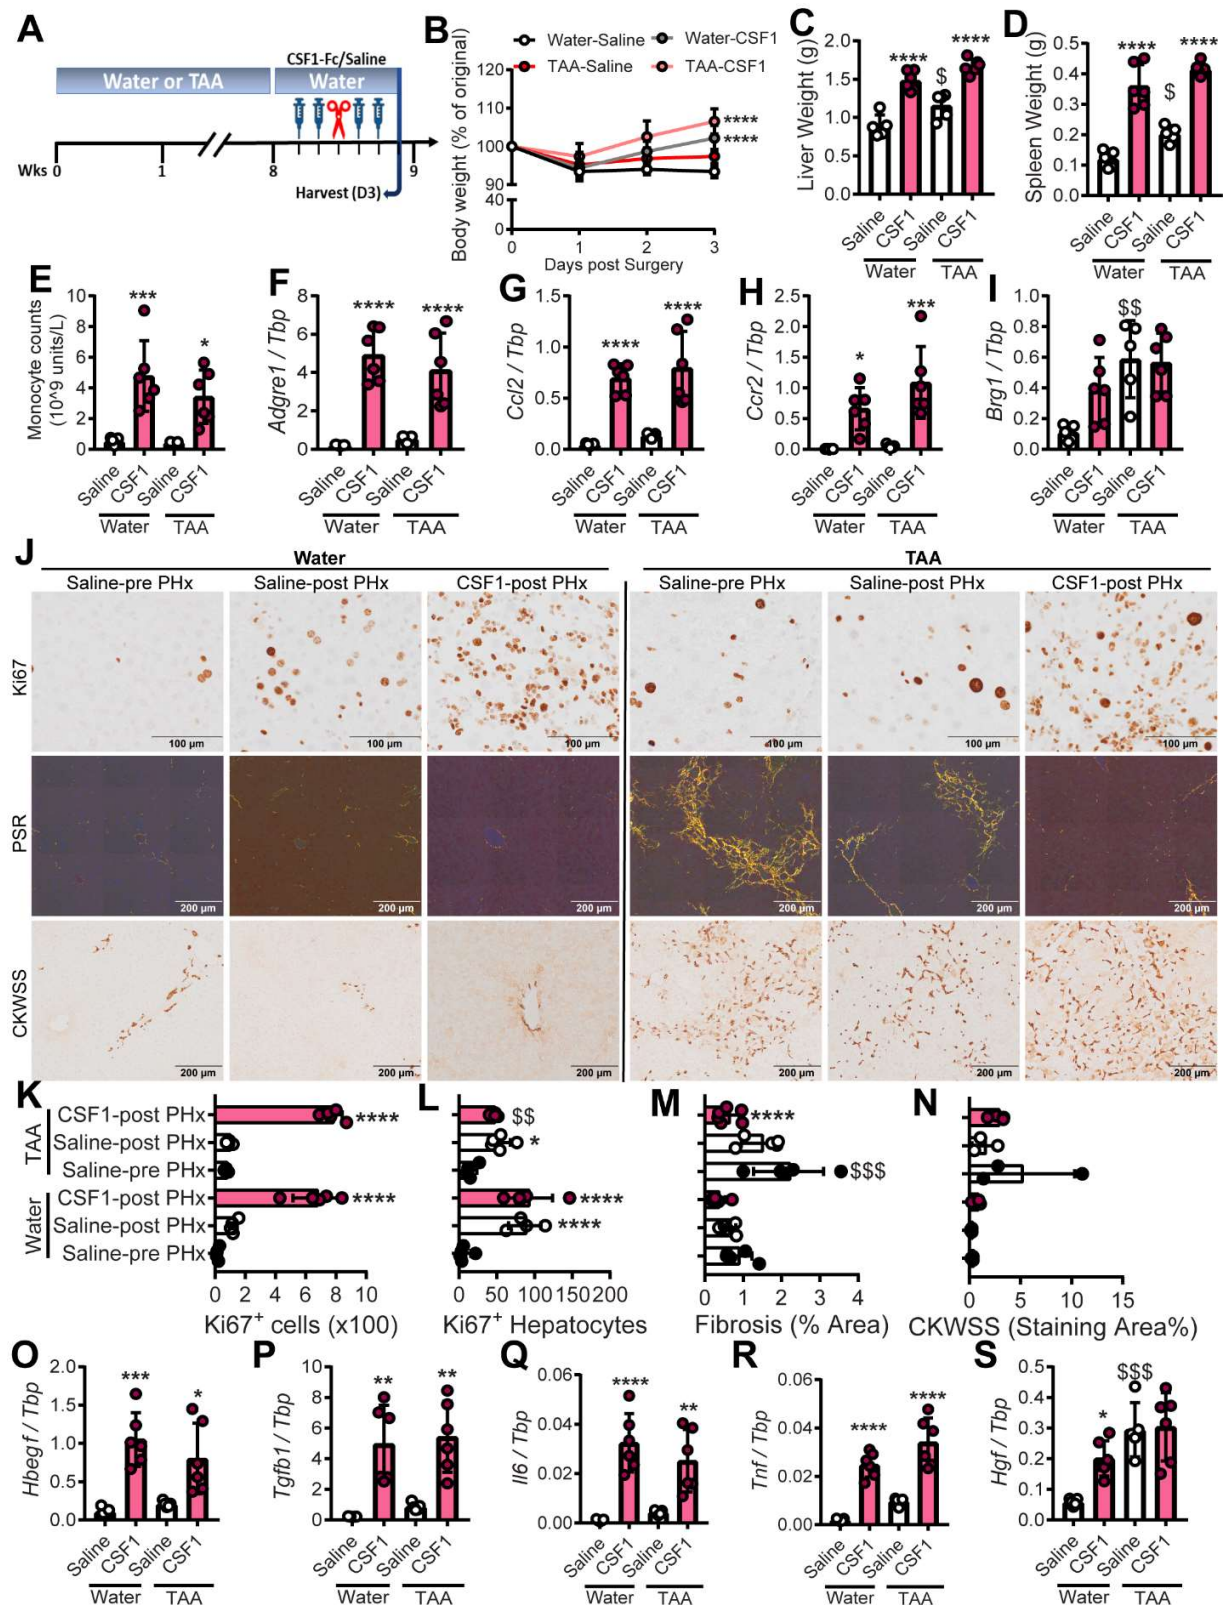 A
CSF1-Fc/Saline
Water or TAA
Water
Wks 0 1 8 9
Harvest (D3)
B
Water-Saline Water-CSF1
TAA-Saline TAA-CSF1
Body weight (% of original)
120
110
100
90
40
0
****
****
0 1 2 3
Days post Surgery
C
Liver Weight (g)
2.0
1.5
1.0
0.5
0.0
**** $ ****
Saline CSF1 Saline CSF1
Water TAA
D
Spleen Weight (g)
0.5
0.4
0.3
0.2
0.1
0.0
**** $ ****
Saline CSF1 Saline CSF1
Water TAA
E
Monocyte counts
(10^9 units/L)
10
8
6
4
2
0
*** *
Saline CSF1 Saline CSF1
Water TAA
F
Adgre1 / Tbp
8
6
4
2
0
**** ****
Saline CSF1 Saline CSF1
Water TAA
G
Ccl2 / Tbp
1.5
1.0
0.5
0.0
**** ****
Saline CSF1 Saline CSF1
Water TAA
H
Ccr2 / Tbp
2.5
2.0
1.5
1.0
0.5
0.0
* ***
Saline CSF1 Saline CSF1
Water TAA
I
Brg1 / Tbp
1.0
0.8
0.6
0.4
0.2
0.0
$$
Saline CSF1 Saline CSF1
Water TAA
J
Water TAA
Saline-pre PHx Saline-post PHx CSF1-post PHx Saline-pre PHx Saline-post PHx CSF1-post PHx
Ki67
100 µm 100 µm 100 µm 100 µm 100 µm 100 µm
PSR
200 µm 200 µm 200 µm 200 µm 200 µm 200 µm
CKWSS
200 µm 200 µm 200 µm 200 µm 200 µm 200 µm
K
TAA
CSF1-post PHx ****
Saline-post PHx
Saline-pre PHx
Water
CSF1-post PHx ****
Saline-post PHx
Saline-pre PHx
0 2 4 6 8 10
Ki67+ cells (x100)
L
$$
*
****
****
0 50 100 150 200
Ki67+ Hepatocytes
M
****
$$$
0 1 2 3 4
Fibrosis (% Area)
N
0 5 10 15
CKWSS (Staining Area%)
O
Hbegf / Tbp
2.0
1.5
1.0
0.5
0.0
*** *
Saline CSF1 Saline CSF1
Water TAA
P
Tgfb1 / Tbp
10
8
6
4
2
0
** **
Saline CSF1 Saline CSF1
Water TAA
Q
Il6 / Tbp
0.06
0.04
0.02
0.00
**** **
Saline CSF1 Saline CSF1
Water TAA
R
Tnf / Tbp
0.06
0.04
0.02
0.00
**** ****
Saline CSF1 Saline CSF1
Water TAA
S
Hgf / Tbp
0.5
0.4
0.3
0.2
0.1
0.0
* $$$
Saline CSF1 Saline CSF1
Water TAA